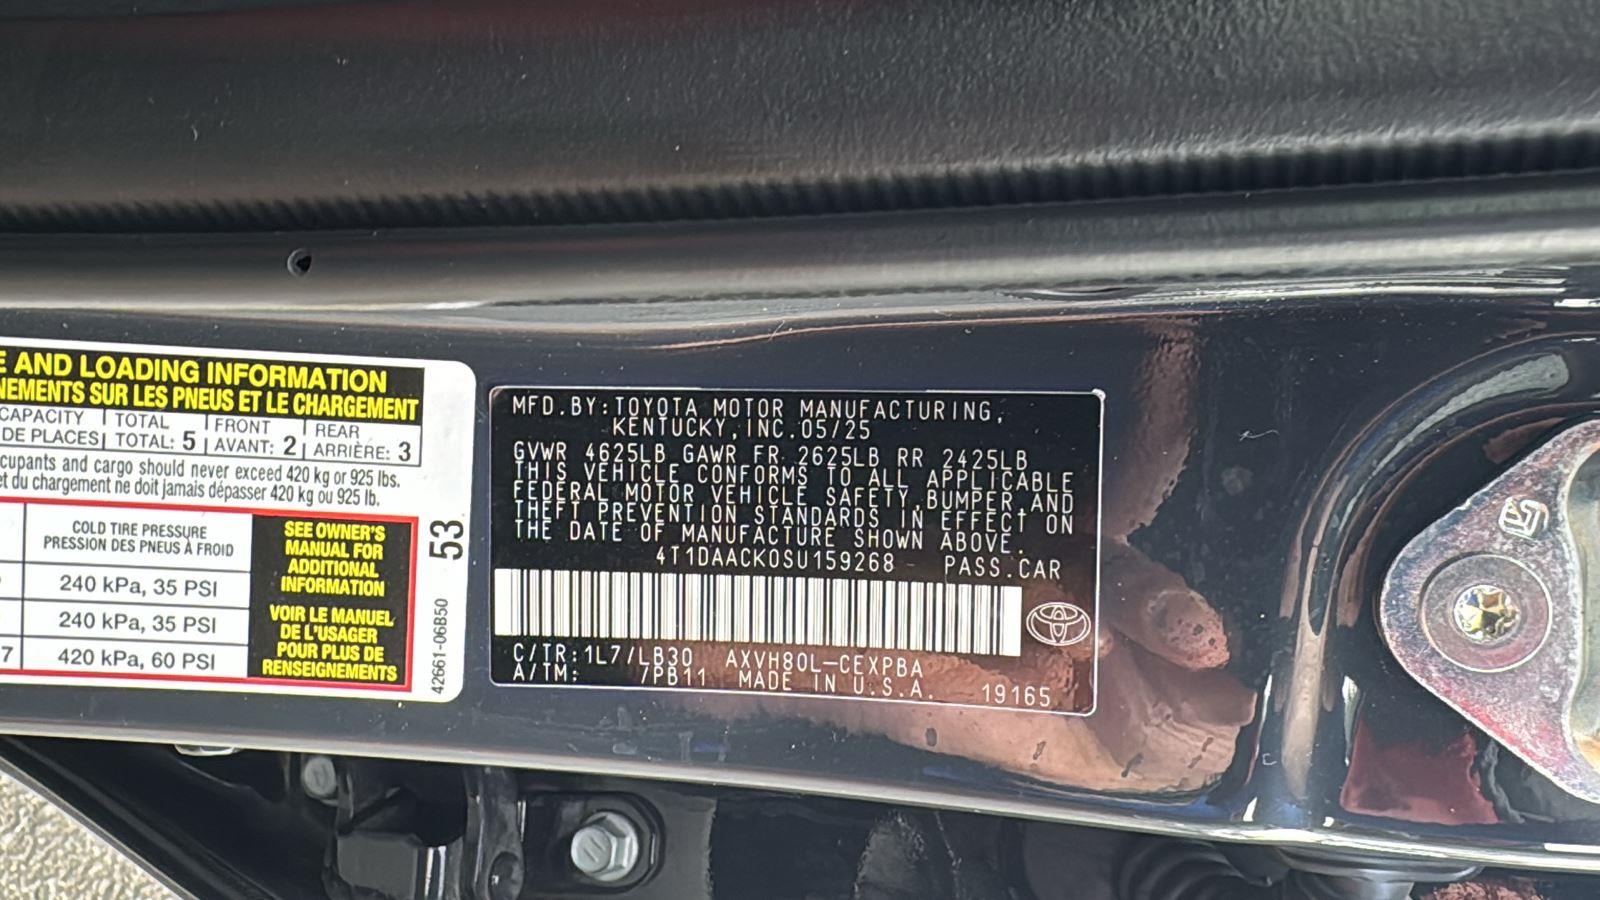 E AND LOADING INFORMATION
NEMENTS SUR LES PNEUS ET LE CHARGEMENT
CAPACITY TOTAL FRONT REAR
DE PLACES TOTAL: 5 AVANT: 2 ARRIÈRE: 3
cupants and cargo should never exceed 420 kg or 925 lbs.
et du chargement ne doit jamais dépasser 420 kg ou 925 lb.
COLD TIRE PRESSURE
PRESSION DES PNEUS À FROID
240 kPa, 35 PSI
240 kPa, 35 PSI
7 420 kPa, 60 PSI
SEE OWNER'S
MANUAL FOR
ADDITIONAL
INFORMATION
VOIR LE MANUEL
DE L'USAGER
POUR PLUS DE
RENSEIGNEMENTS
53
42661-06B50
MFD.BY:TOYOTA MOTOR MANUFACTURING,
KENTUCKY,INC.05/25
GVWR 4625LB GAWR FR 2625LB RR 2425LB
THIS VEHICLE CONFORMS TO ALL APPLICABLE
FEDERAL MOTOR VEHICLE SAFETY,BUMPER,AND
THEFT PREVENTION STANDARDS IN EFFECT ON
THE DATE OF MANUFACTURE SHOWN ABOVE.
4T1DAACK0SU159268 PASS.CAR
C/TR:1L7/LB30 AXVH80L-CEXPBA
A/TM: /PB11 MADE IN U.S.A. 19165